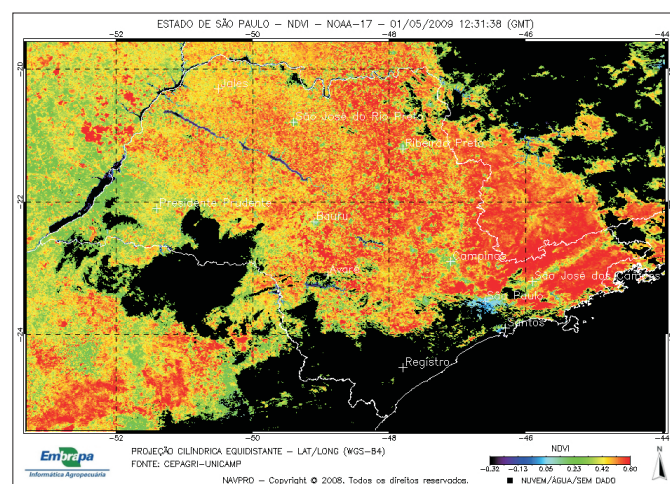 ESTADO DE SÃO PAULO - NDVI - NOAA-17 - 01/05/2009 12:31:38 (GMT)
-52 -50 -48 -46 -44
-20
Jales
São José do Rio Preto
Ribeirão Preto
-22
Presidente Prudente
Bauru
Campinas
Avaré
São José dos Campos
São Paulo
-24
Santos
Registro
-52 -50 -48 -46 -44
Embrapa
Informática Agropecuária
PROJEÇÃO CILÍNDRICA EQUIDISTANTE - LAT/LONG (WGS-84)
FONTE: CEPAGRI-UNICAMP
NAVPRO - Copyright © 2008. Todos os direitos reservados.
NDVI
-0.32 -0.13 0.05 0.24 0.42 0.60
NUVEM/ÁGUA/SEM DADO
N